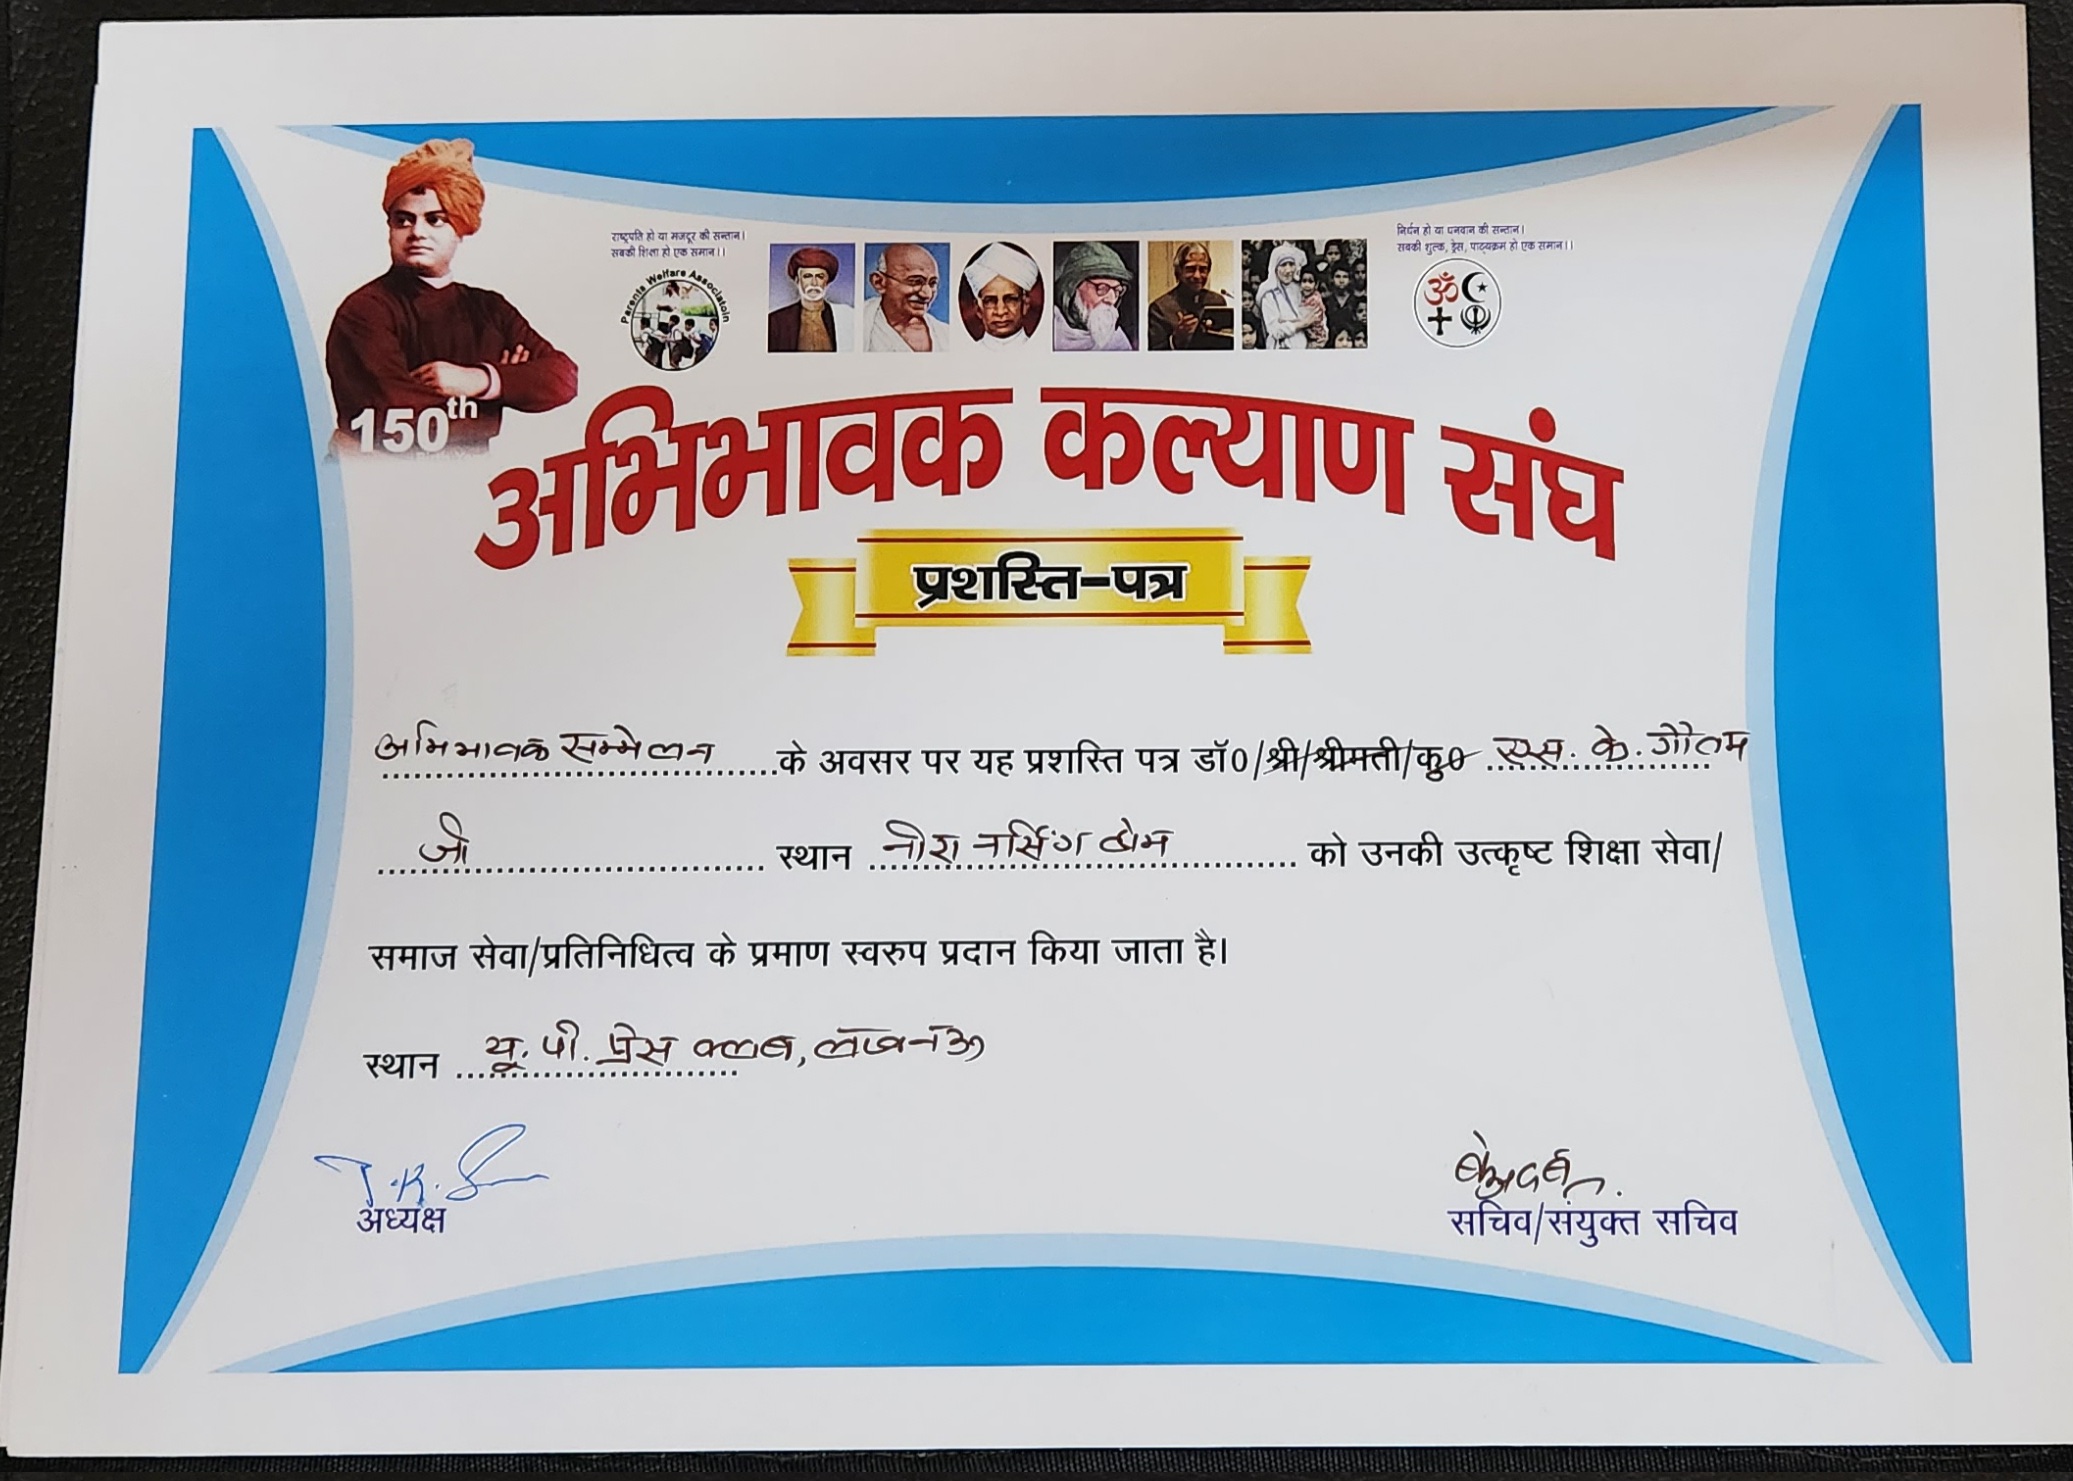 राष्ट्रपति हो या मजदूर की सन्तान।
सबकी शिक्षा हो एक समान।।
Parents Welfare Associatoin
निर्धन हो या धनवान की सन्तान।
सबकी शुल्क, ड्रेस, पाठ्यक्रम हो एक समान।।
150th
अभिभावक कल्याण संघ
प्रशस्ति-पत्र
अभिभावक सम्मेलन के अवसर पर यह प्रशस्ति पत्र डॉ0/श्री/श्रीमती/कु0 एस. के. गौतम
जी स्थान नीरा नर्सिंग होम को उनकी उत्कृष्ट शिक्षा सेवा/
समाज सेवा/प्रतिनिधित्व के प्रमाण स्वरुप प्रदान किया जाता है।
स्थान यू. पी. प्रेस क्लब, लखनऊ
अध्यक्ष
सचिव/संयुक्त सचिव